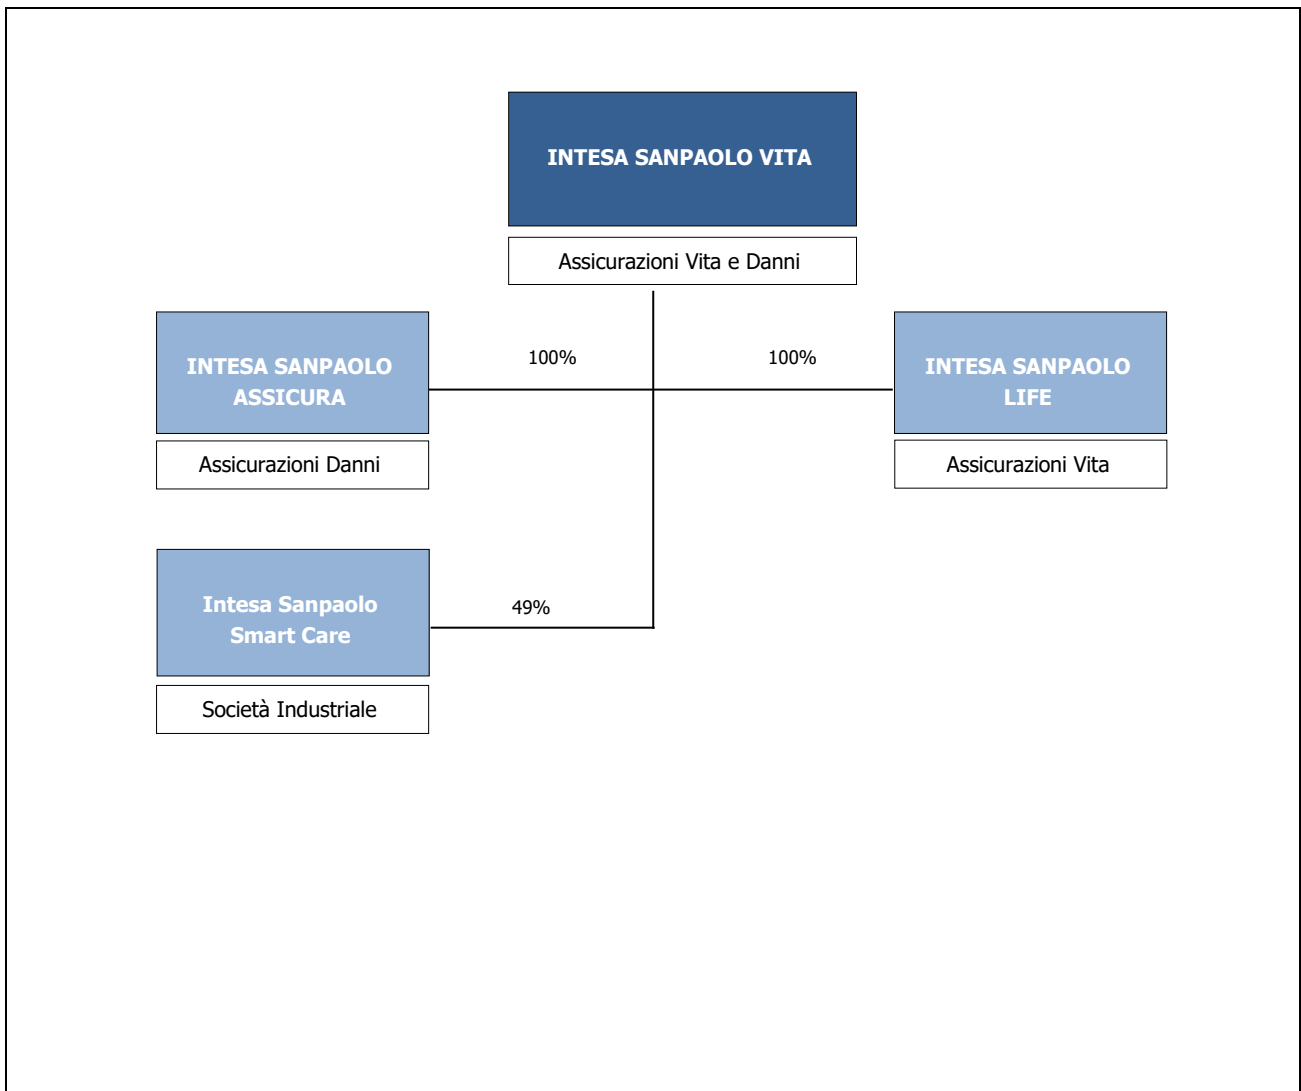 INTESA SANPAOLO VITA
Assicurazioni Vita e Danni
INTESA SANPAOLO
ASSICURA
100%
100%
INTESA SANPAOLO
LIFE
Assicurazioni Danni
Assicurazioni Vita
Intesa Sanpaolo
Smart Care
49%
Società Industriale